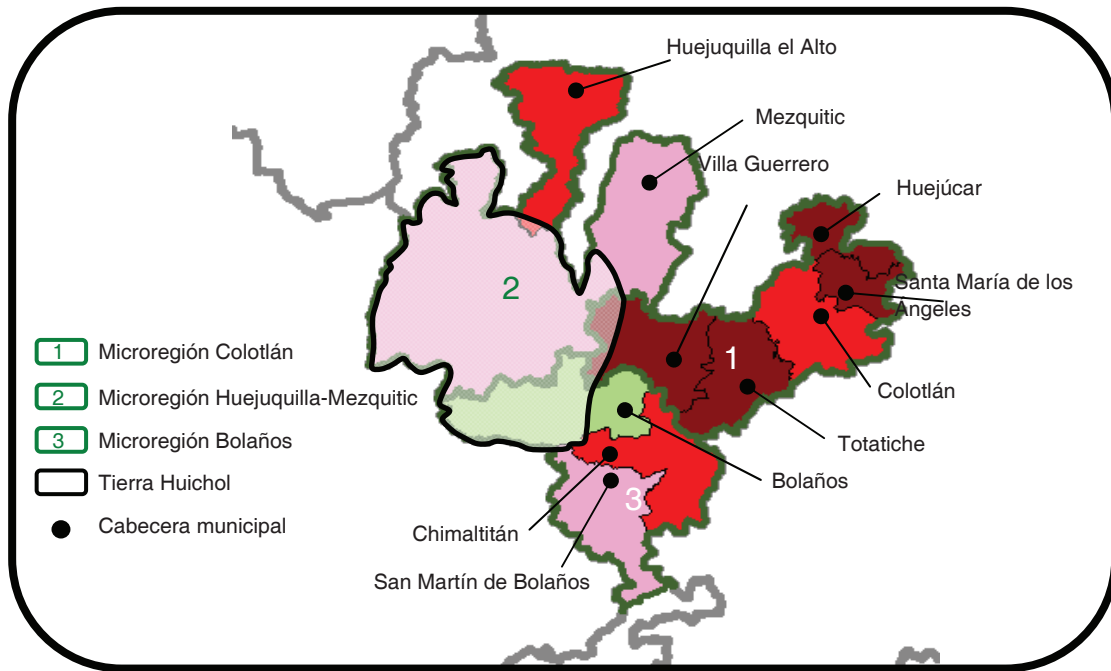 Huejuquilla el Alto
Mezquitic
Villa Guerrero
Huejúcar
Santa María de los
Angeles
2
1
3
Colotlán
Totatiche
Bolaños
Chimaltitán
San Martín de Bolaños
1 Microregión Colotlán
2 Microregión Huejuquilla-Mezquitic
3 Microregión Bolaños
Tierra Huichol
Cabecera municipal